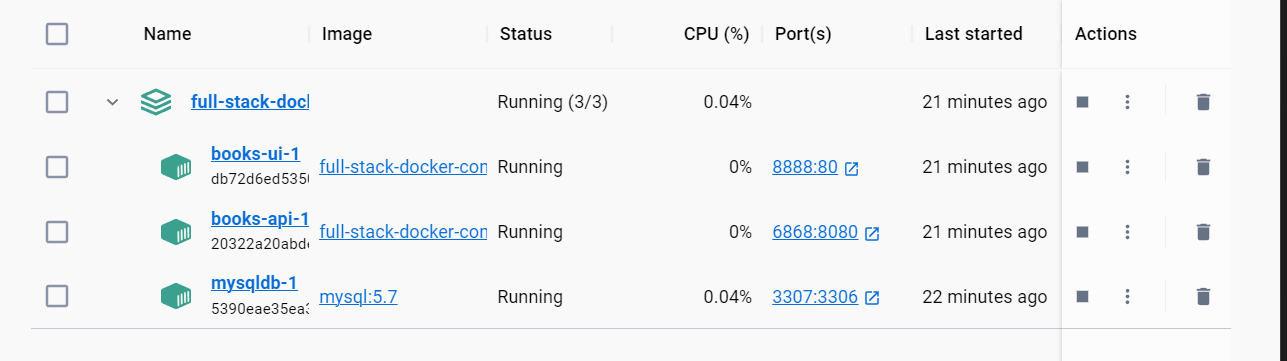 Name Image Status CPU (%) Port(s) Last started Actions
full-stack-doc Running (3/3) 0.04% 21 minutes ago
books-ui-1
db72d6ed535 full-stack-docker-con Running 0% 8888:80 21 minutes ago
books-api-1
20322a20abd full-stack-docker-con Running 0% 6868:8080 21 minutes ago
mysqldb-1
5390eae35ea mysql:5.7 Running 0.04% 3307:3306 22 minutes ago